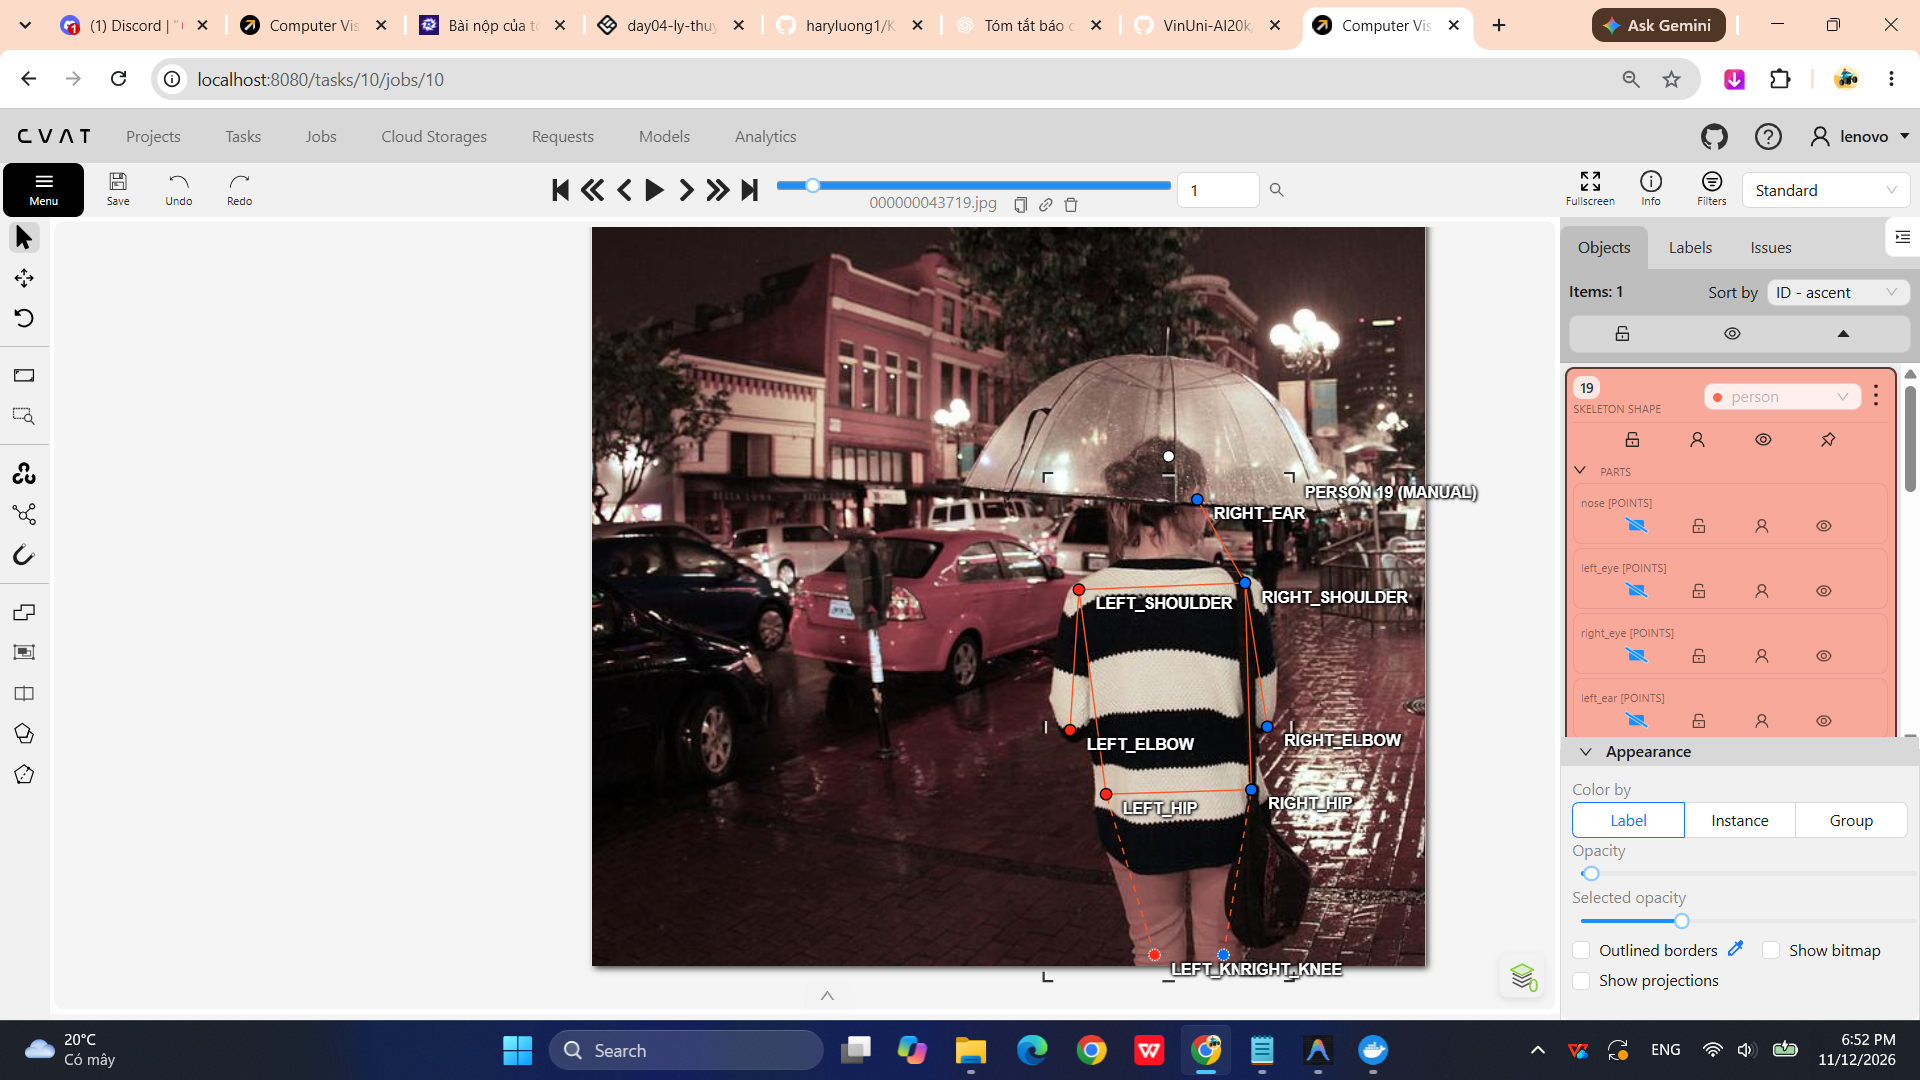 (1) Discord | "
Computer Vis
Bài nộp của tô
day04-ly-thuy
haryluong1/K
Tóm tắt báo c
VinUni-AI20k
Computer Vis
Ask Gemini
localhost:8080/tasks/10/jobs/10
CVAT
Projects
Tasks
Jobs
Cloud Storages
Requests
Models
Analytics
lenovo
Menu
Save
Undo
Redo
000000043719.jpg
1
Fullscreen
Info
Filters
Standard
Objects
Labels
Issues
Items: 1
Sort by
ID - ascent
19
SKELETON SHAPE
person
PARTS
nose [POINTS]
left_eye [POINTS]
right_eye [POINTS]
left_ear [POINTS]
Appearance
Color by
Label
Instance
Group
Opacity
Selected opacity
Outlined borders
Show bitmap
Show projections
PERSON 19 (MANUAL)
RIGHT_EAR
LEFT_SHOULDER
RIGHT_SHOULDER
LEFT_ELBOW
RIGHT_ELBOW
LEFT_HIP
RIGHT_HIP
LEFT_KN
RIGHT_KNEE
0
20°C
Có mây
Search
ENG
6:52 PM
11/12/2026